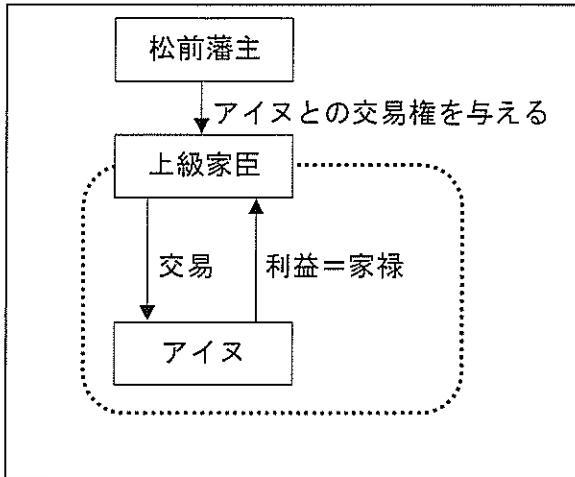 松前藩主
アイヌとの交易権を与える
上級家臣
交易
利益＝家禄
アイヌ